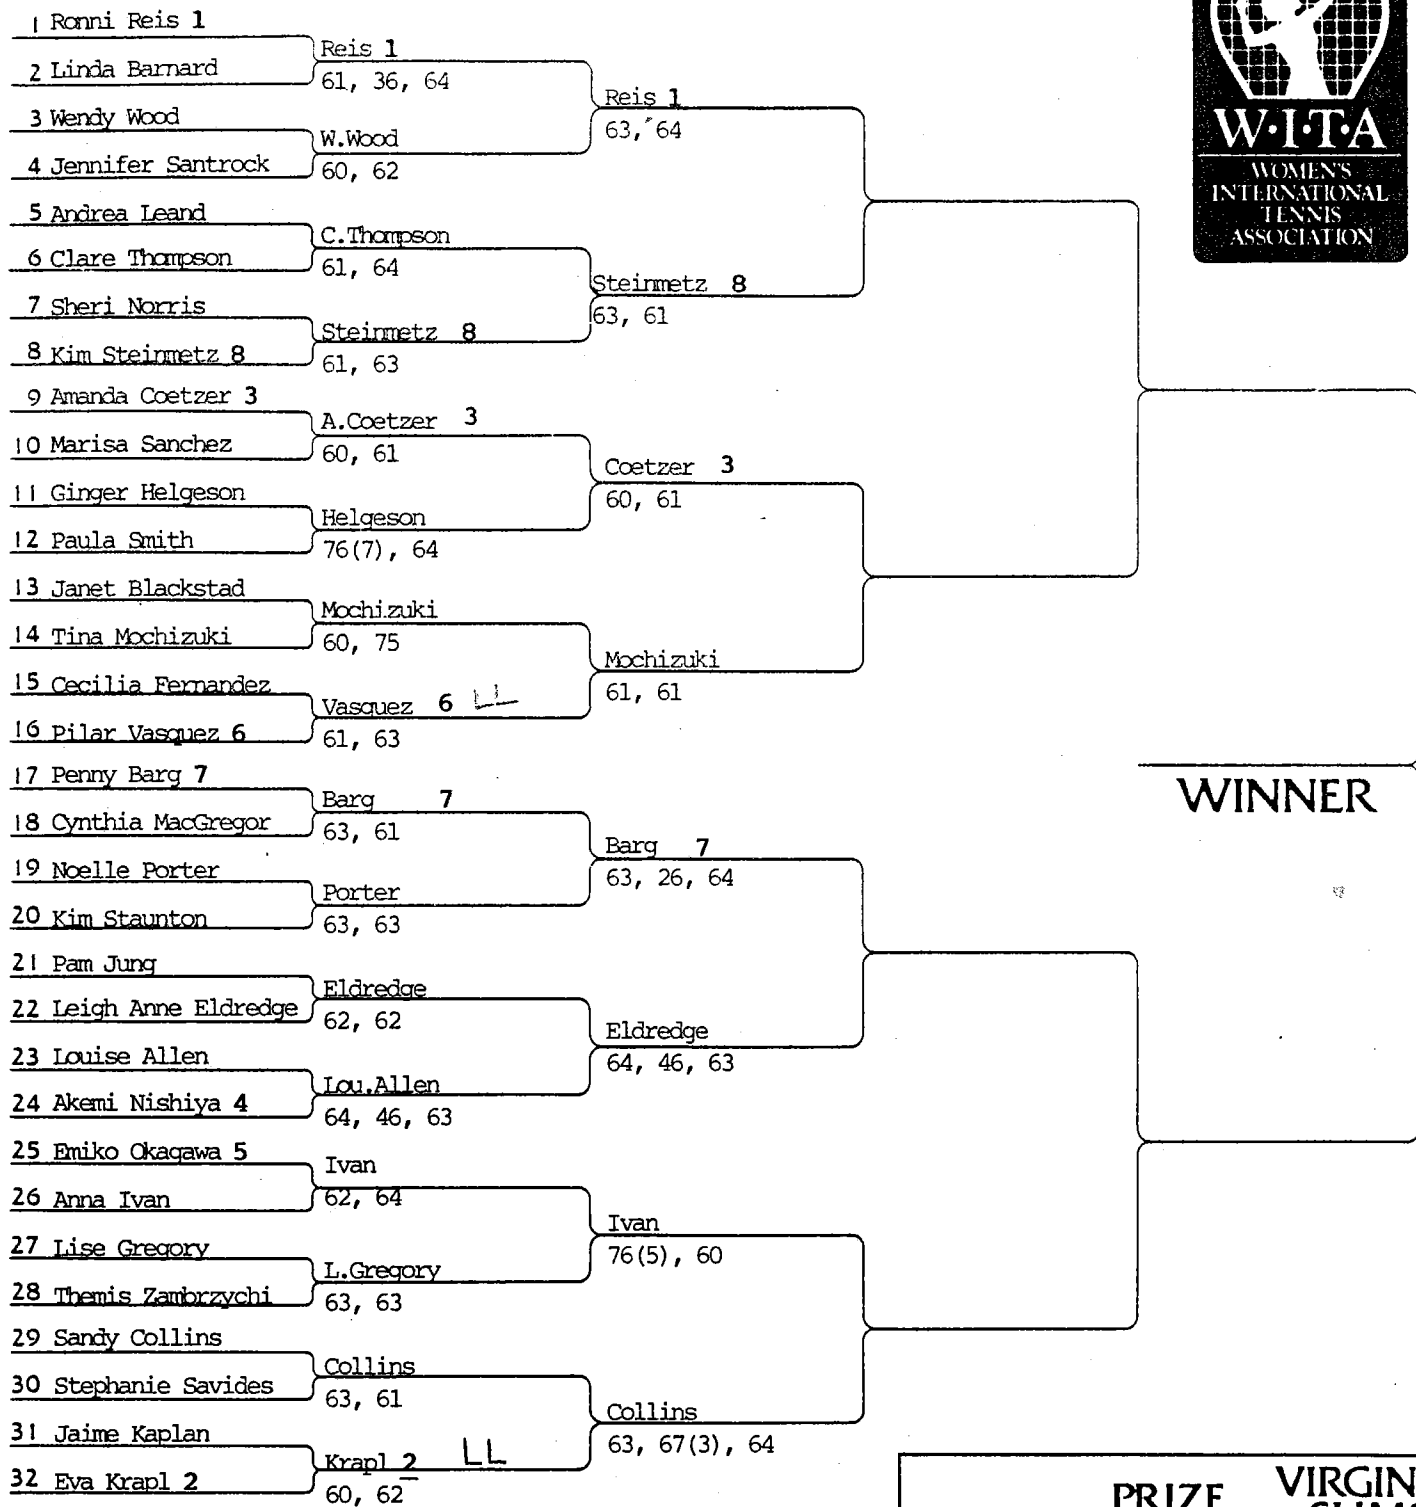 1 Ronni Reis 1
2 Linda Barnard
3 Wendy Wood
4 Jennifer Santrock
5 Andrea Leand
6 Clare Thompson
7 Sheri Norris
8 Kim Steinmetz 8
9 Amanda Coetzer 3
10 Marisa Sanchez
11 Ginger Helgeson
12 Paula Smith
13 Janet Blackstad
14 Tina Mochizuki
15 Cecilia Fernandez
16 Pilar Vasquez 6
17 Penny Barg 7
18 Cynthia MacGregor
19 Noelle Porter
20 Kim Staunton
21 Pam Jung
22 Leigh Anne Eldredge
23 Louise Allen
24 Akemi Nishiya 4
25 Emiko Okagawa 5
26 Anna Ivan
27 Lise Gregory
28 Themis Zambrzychi
29 Sandy Collins
30 Stephanie Savides
31 Jaime Kaplan
32 Eva Krapl 2
Reis 1
61, 36, 64
W.Wood
60, 62
C.Thompson
61, 64
Steinmetz 8
61, 63
A.Coetzer 3
60, 61
Helgeson
76(7), 64
Mochizuki
60, 75
Vasquez 6 LL
61, 63
Barg 7
63, 61
Porter
63, 63
Eldredge
62, 62
Lou.Allen
64, 46, 63
Ivan
62, 64
L.Gregory
63, 63
Collins
63, 61
Krapl 2 LL
60, 62
Reis 1
63, 64
Steinmetz 8
63, 61
Coetzer 3
60, 61
Mochizuki
61, 61
Barg 7
63, 26, 64
Eldredge
64, 46, 63
Ivan
76(5), 60
Collins
63, 67(3), 64
W·I·T·A
WOMEN'S
INTERNATIONAL
TENNIS
ASSOCIATION
WINNER
PRIZE
VIRGIN